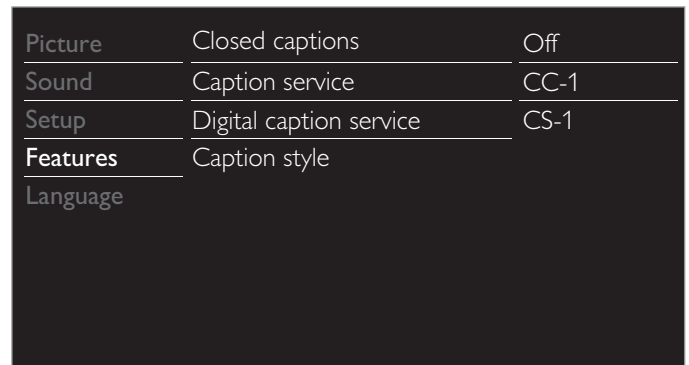 Picture Closed captions Off
Sound Caption service CC-1
Setup Digital caption service CS-1
Features Caption style
Language